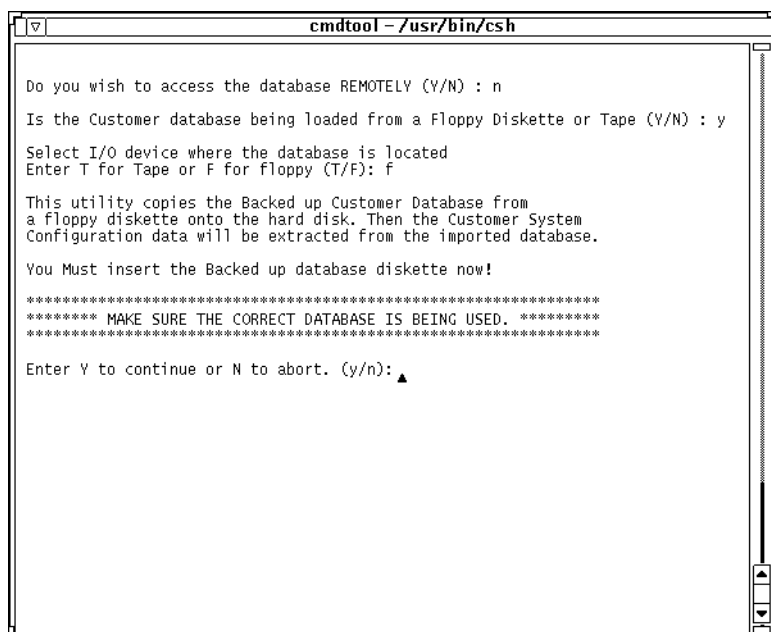 cmdtool – /usr/bin/csh
Do you wish to access the database REMOTELY (Y/N) : n
Is the Customer database being loaded from a Floppy Diskette or Tape (Y/N) : y
Select I/O device where the database is located
Enter T for Tape or F for floppy (T/F): f
This utility copies the Backed up Customer Database from
a floppy diskette onto the hard disk. Then the Customer System
Configuration data will be extracted from the imported database.
You Must insert the Backed up database diskette now!
****************************************************************
******** MAKE SURE THE CORRECT DATABASE IS BEING USED. *********
****************************************************************
Enter Y to continue or N to abort. (y/n):